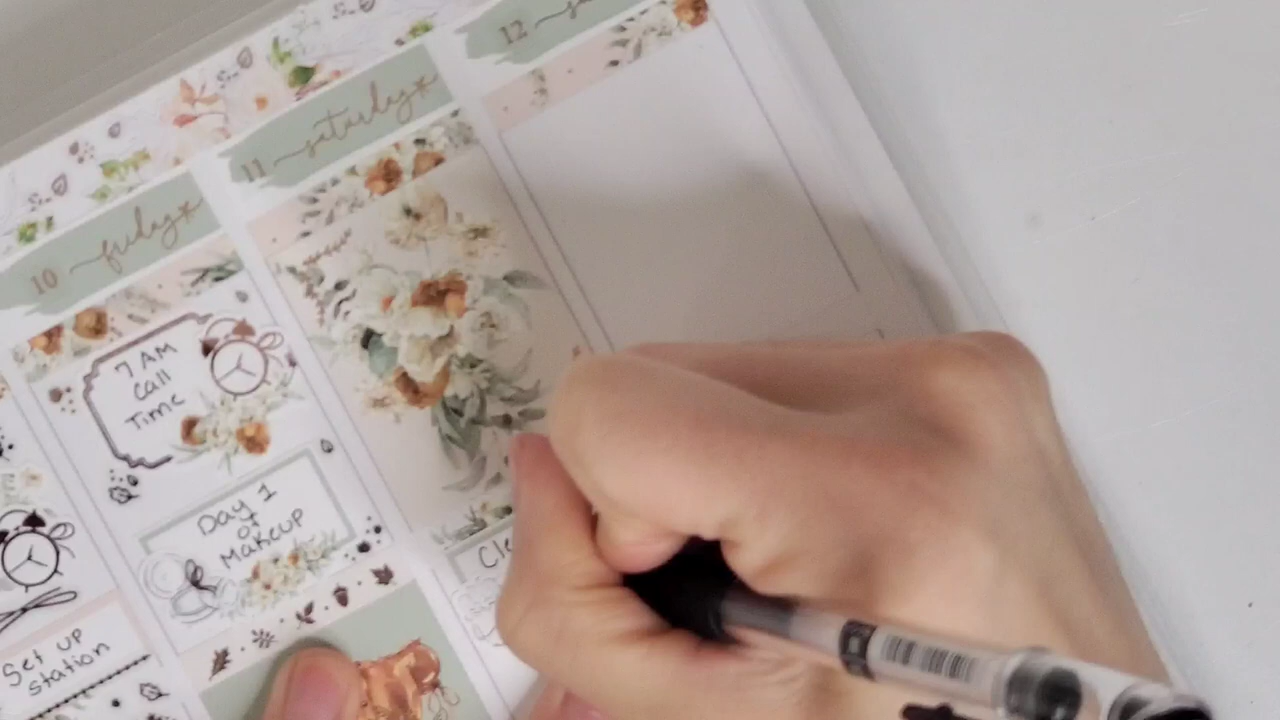 10 friday
11 saturday
12
7 AM
Call
Time
Day 1
of
Makeup
Set up
station